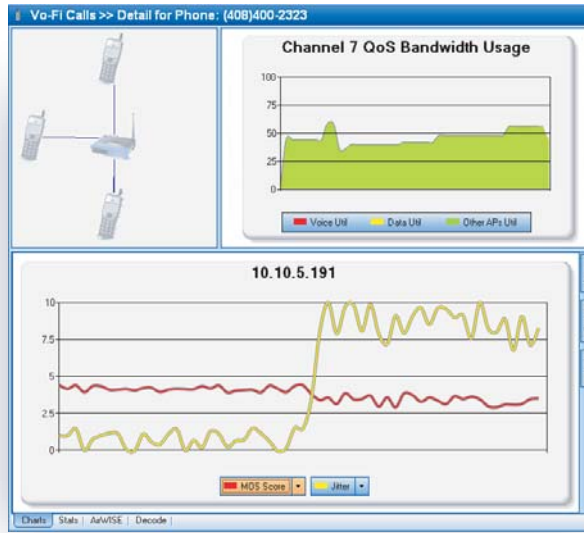 Vo-Fi Calls >> Detail for Phone: (408)400-2323
Channel 7 QoS Bandwidth Usage
100
75
50
25
0
Voice Util Data Util Other APs Util
10.10.5.191
10
7.5
5
2.5
0
MOS Score Jitter
Charts Stats AirWISE Decode